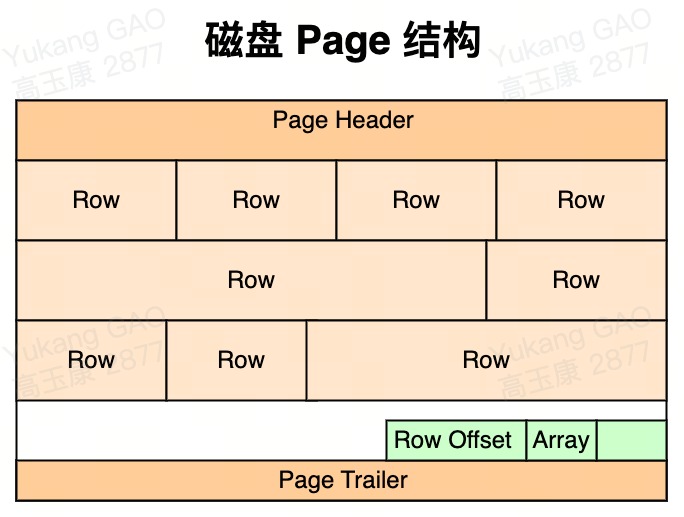 Yukang GAO
高玉康 2877
Yukang GAO
高玉康 2877
磁盘 Page 结构
Page Header
Row Row Row Row
Row Row
Row Row Row
Yukang GAO
高玉康 2877
Yukang GAO
高玉康 2877
Row Offset Array
Page Trailer